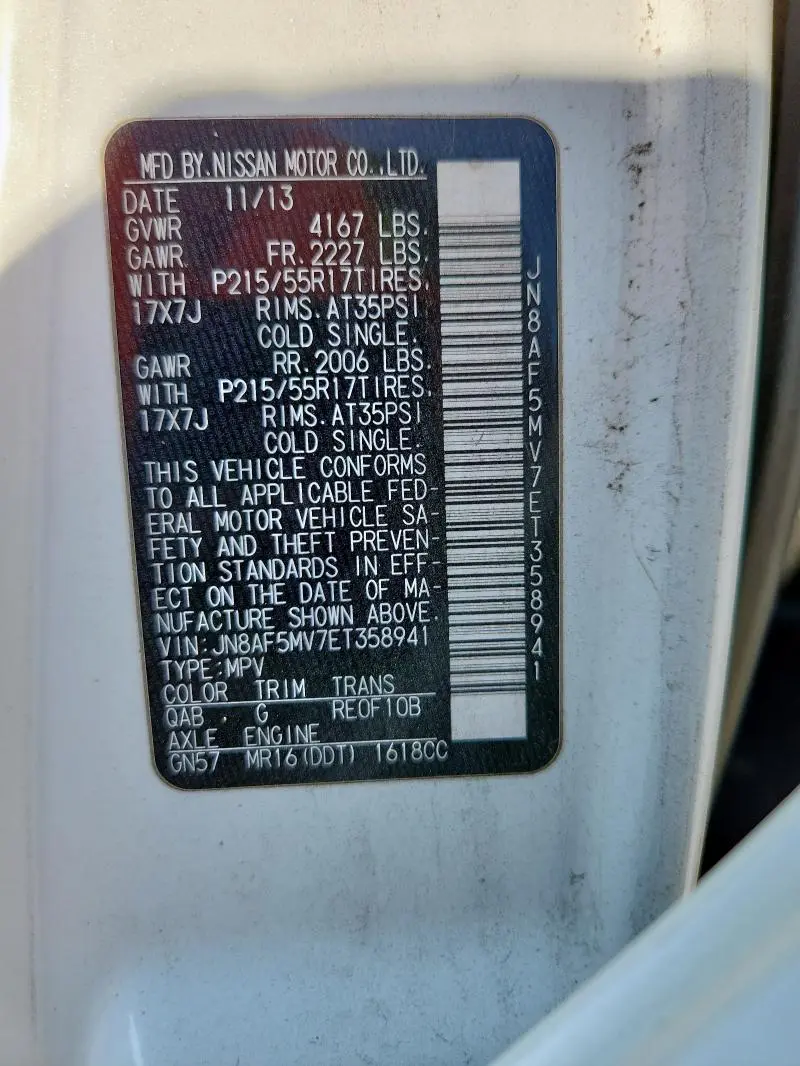 MFD BY.NISSAN MOTOR CO.,LTD.
DATE 11/13
GVWR 4167 LBS.
GAWR FR.2227 LBS.
WITH P215/55R17TIRES.
17X7J RIMS.AT35PSI
COLD SINGLE.
GAWR RR.2006 LBS.
WITH P215/55R17TIRES.
17X7J RIMS.AT35PSI
COLD SINGLE.
THIS VEHICLE CONFORMS
TO ALL APPLICABLE FED-
ERAL MOTOR VEHICLE SA-
FETY AND THEFT PREVEN-
TION STANDARDS IN EFF-
ECT ON THE DATE OF MA-
NUFACTURE SHOWN ABOVE.
VIN:JN8AF5MV7ET358941
TYPE:MPV
COLOR TRIM TRANS
QAB G RE0F10B
AXLE ENGINE
GN57 MR16(DDT) 1618CC
JN8AF5MV7ET358941